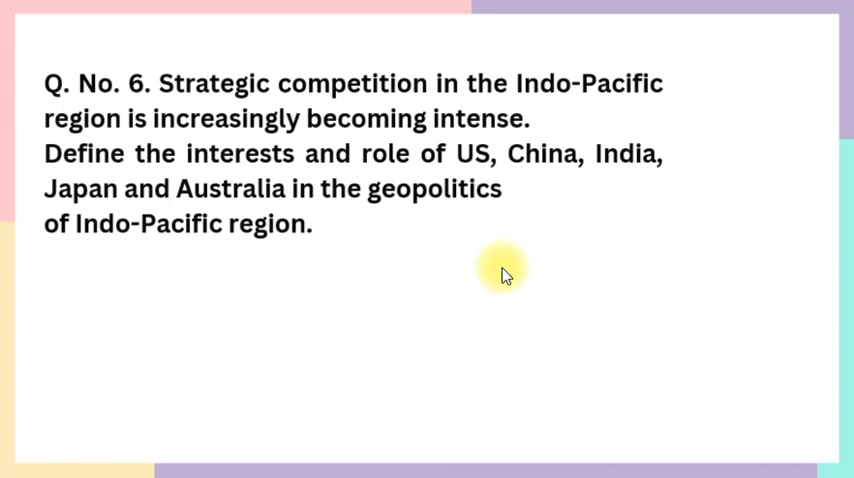 Q. No. 6. Strategic competition in the Indo-Pacific
region is increasingly becoming intense.
Define the interests and role of US, China, India,
Japan and Australia in the geopolitics
of Indo-Pacific region.